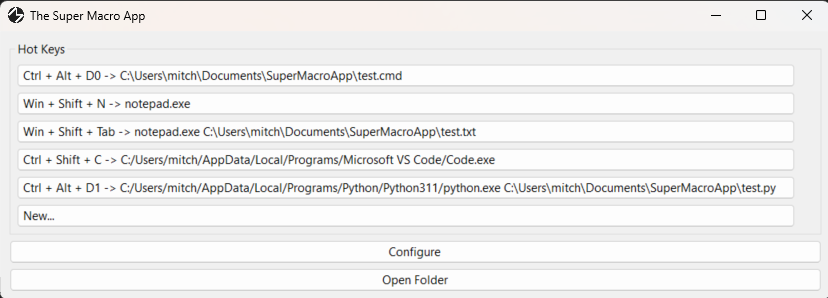 The Super Macro App
Hot Keys
Ctrl + Alt + D0 -> C:\Users\mitch\Documents\SuperMacroApp\test.cmd
Win + Shift + N -> notepad.exe
Win + Shift + Tab -> notepad.exe C:\Users\mitch\Documents\SuperMacroApp\test.txt
Ctrl + Shift + C -> C:/Users/mitch/AppData/Local/Programs/Microsoft VS Code/Code.exe
Ctrl + Alt + D1 -> C:/Users/mitch/AppData/Local/Programs/Python/Python311/python.exe C:\Users\mitch\Documents\SuperMacroApp\test.py
New...
Configure
Open Folder